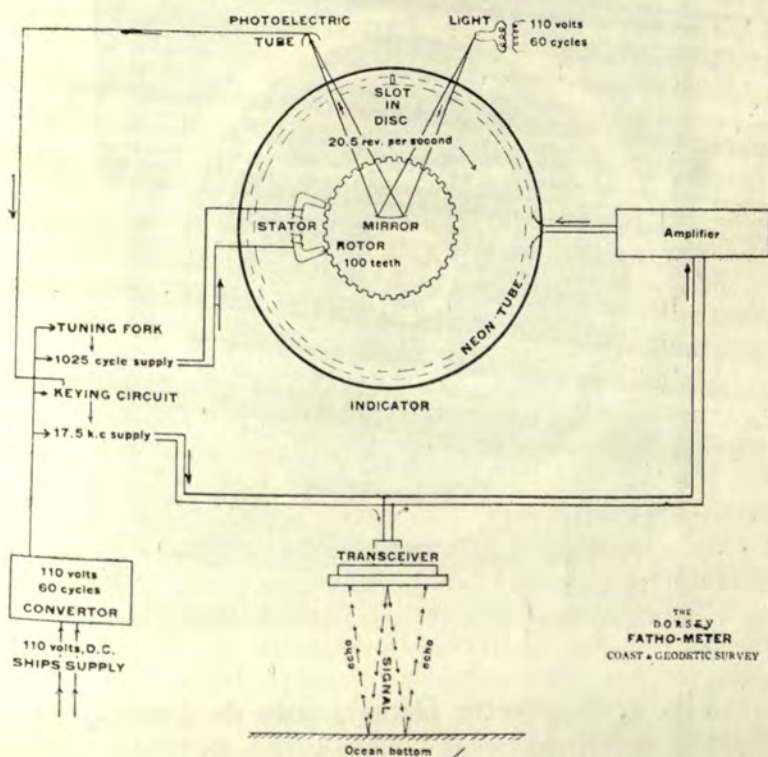 PHOTOELECTRIC
TUBE
LIGHT
110 volts
60 cycles
SLOT
IN
DISC
20.5 rev. per second
STATOR
MIRROR
ROTOR
100 teeth
Amplifier
NEON TUBE
TUNING FORK
1025 cycle supply
KEYING CIRCUIT
INDICATOR
17.5 k.c supply
TRANSCEIVER
110 volts
60 cycles
CONVERTOR
110 volts, D.C.
SHIPS SUPPLY
echo
SIGNAL
echo
THE
DORSEY
FATHO-METER
COAST & GEODETIC SURVEY
Ocean bottom